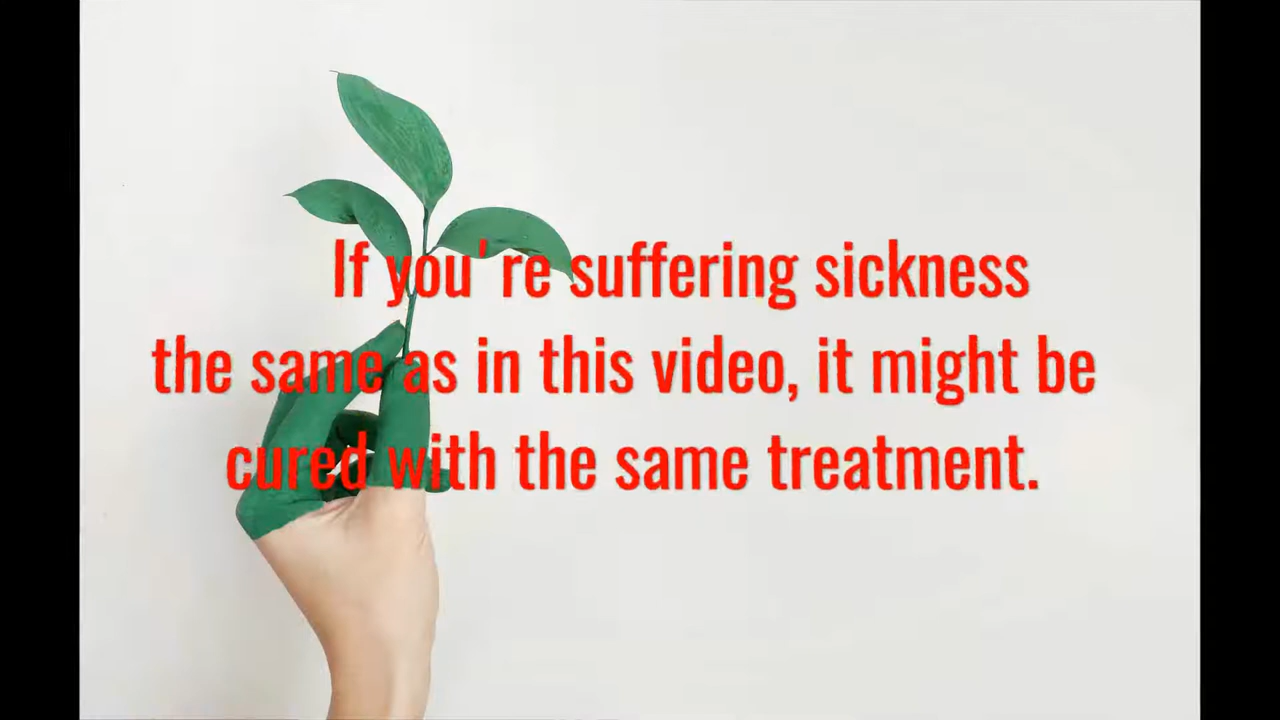 If you're suffering sickness
the same as in this video, it might be
cured with the same treatment.